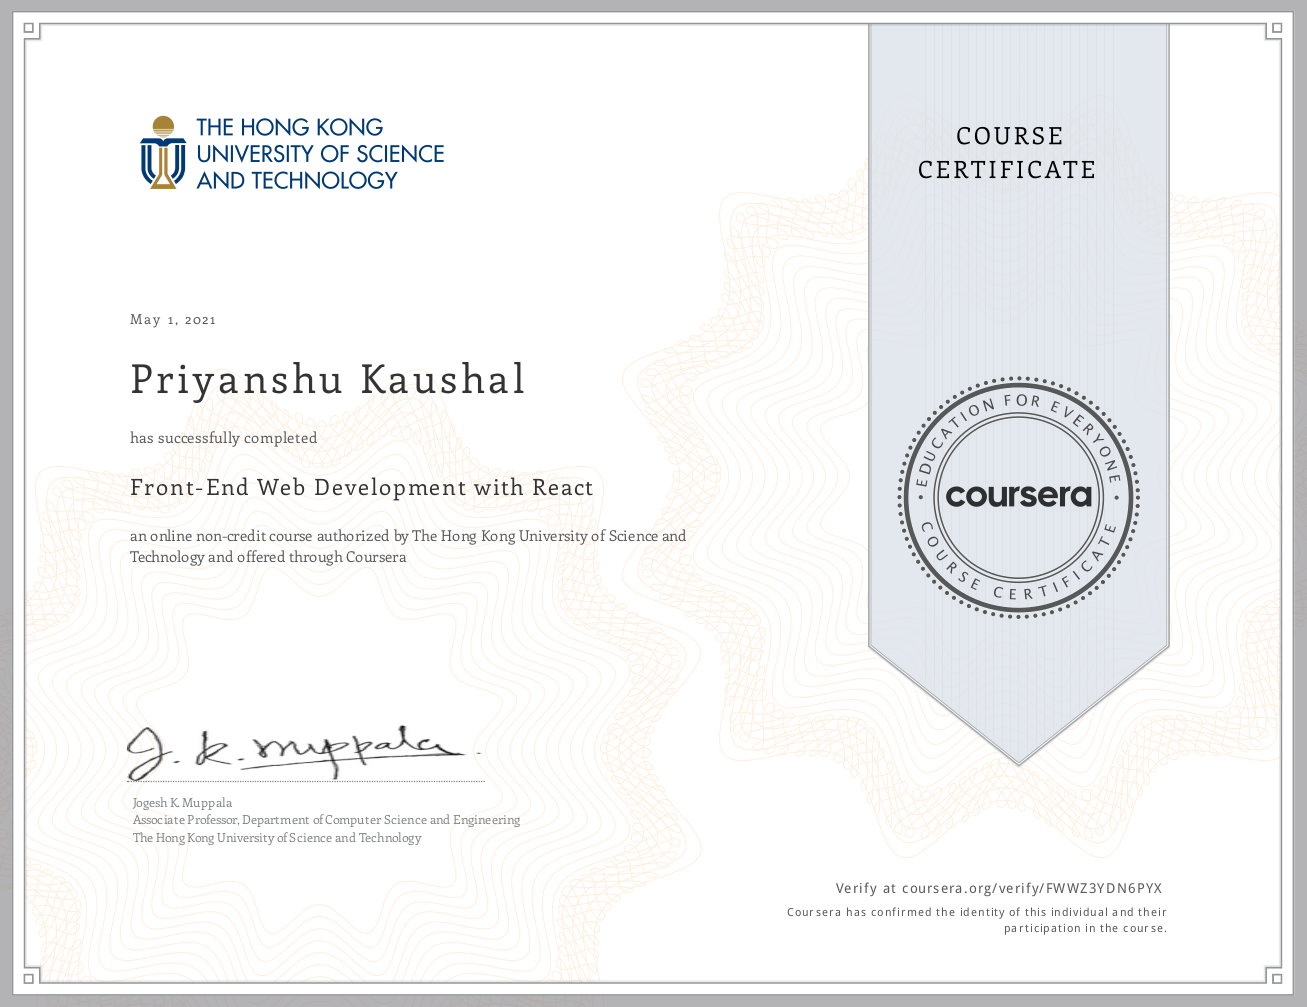 THE HONG KONG
UNIVERSITY OF SCIENCE
AND TECHNOLOGY
COURSE
CERTIFICATE
May 1, 2021
Priyanshu Kaushal
has successfully completed
Front-End Web Development with React
an online non-credit course authorized by The Hong Kong University of Science and
Technology and offered through Coursera
EDUCATION FOR EVERYONE
coursera
COURSE CERTIFICATE
J. K. Muppala
Jogesh K. Muppala
Associate Professor, Department of Computer Science and Engineering
The Hong Kong University of Science and Technology
Verify at coursera.org/verify/FWWZ3YDN6PYX
Coursera has confirmed the identity of this individual and their
participation in the course.